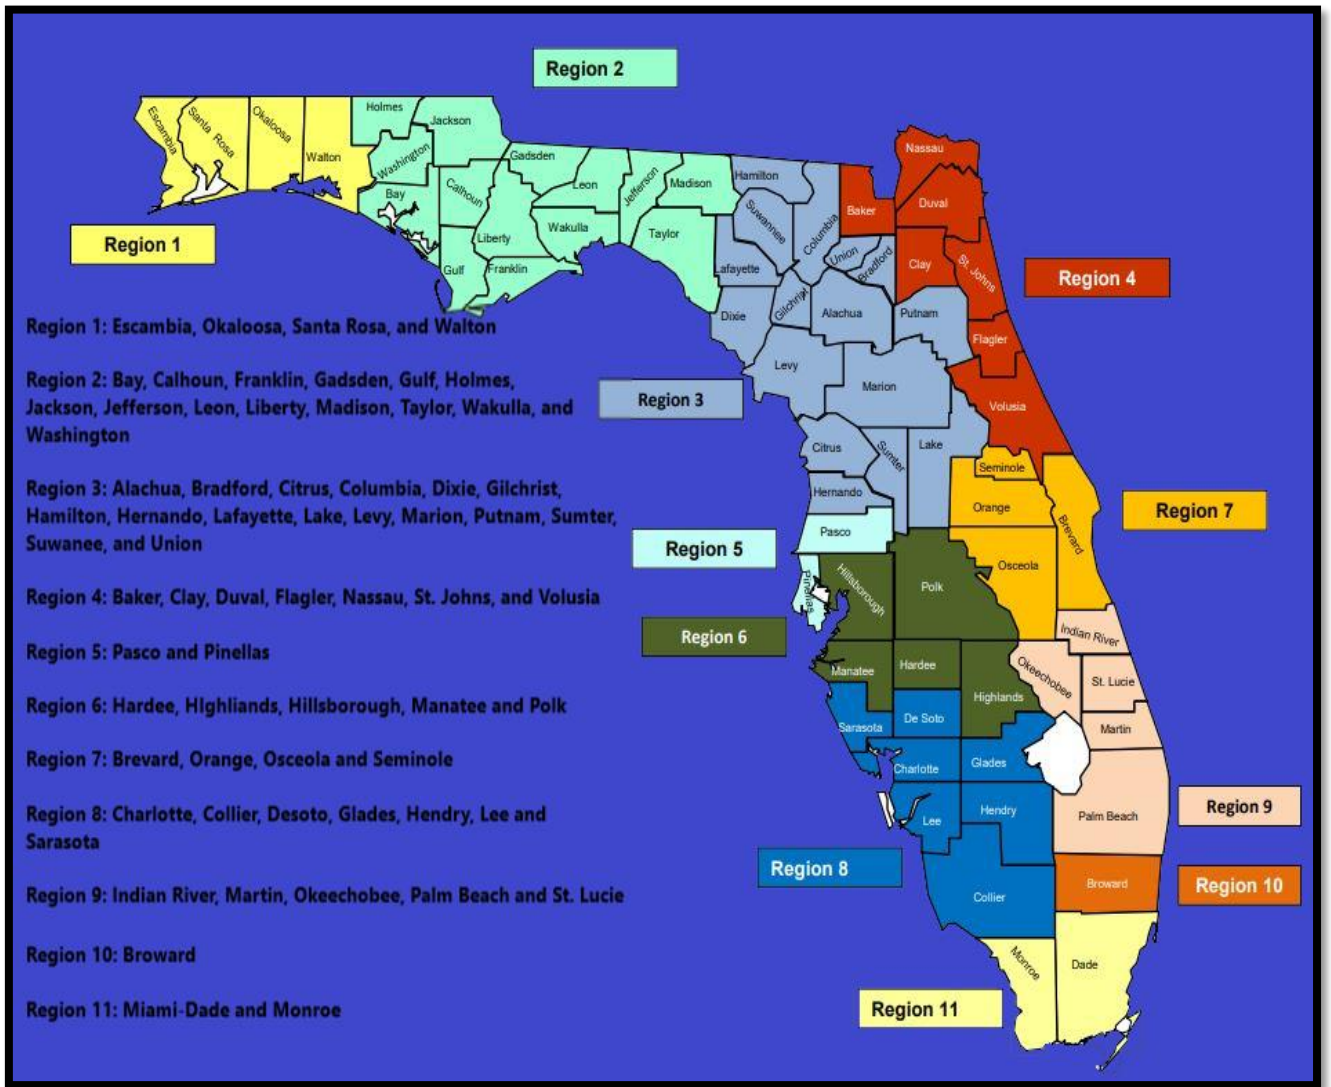 Region 2
Holmes
Jackson
Escambia
Santa Rosa
Okaloosa
Walton
Washington
Gadsden
Nassau
Bay
Calhoun
Leon
Jefferson
Madison
Hamilton
Baker
Duval
Liberty
Wakulla
Taylor
Suwannee
Columbia
Union
Bradford
Clay
St. Johns
Region 1
Gulf
Franklin
Lafayette
Region 4
Dixie
Gilchrist
Alachua
Putnam
Flagler
Levy
Marion
Region 3
Volusia
Citrus
Sumter
Lake
Seminole
Hernando
Orange
Brevard
Region 7
Pasco
Region 5
Pinellas
Hillsborough
Polk
Osceola
Region 6
Indian River
Manatee
Hardee
Okeechobee
St. Lucie
Highlands
Sarasota
De Soto
Martin
Charlotte
Glades
Lee
Hendry
Palm Beach
Region 9
Region 8
Broward
Region 10
Collier
Monroe
Dade
Region 11
Region 1: Escambia, Okaloosa, Santa Rosa, and Walton
Region 2: Bay, Calhoun, Franklin, Gadsden, Gulf, Holmes,
Jackson, Jefferson, Leon, Liberty, Madison, Taylor, Wakulla, and
Washington
Region 3: Alachua, Bradford, Citrus, Columbia, Dixie, Gilchrist,
Hamilton, Hernando, Lafayette, Lake, Levy, Marion, Putnam, Sumter,
Suwanee, and Union
Region 4: Baker, Clay, Duval, Flagler, Nassau, St. Johns, and Volusia
Region 5: Pasco and Pinellas
Region 6: Hardee, HIghliands, Hillsborough, Manatee and Polk
Region 7: Brevard, Orange, Osceola and Seminole
Region 8: Charlotte, Collier, Desoto, Glades, Hendry, Lee and
Sarasota
Region 9: Indian River, Martin, Okeechobee, Palm Beach and St. Lucie
Region 10: Broward
Region 11: Miami-Dade and Monroe